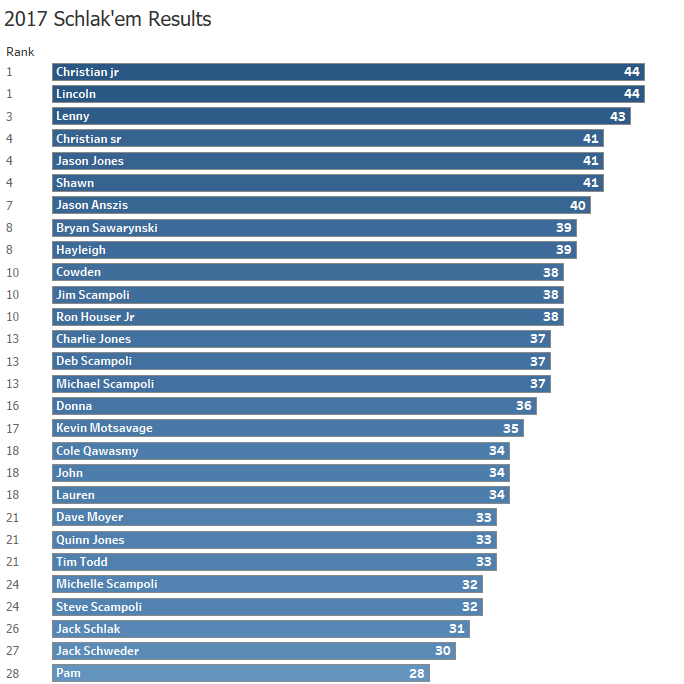 2017 Schlak'em Results
Rank
1 Christian jr 44
1 Lincoln 44
3 Lenny 43
4 Christian sr 41
4 Jason Jones 41
4 Shawn 41
7 Jason Anszis 40
8 Bryan Sawarynski 39
8 Hayleigh 39
10 Cowden 38
10 Jim Scampoli 38
10 Ron Houser Jr 38
13 Charlie Jones 37
13 Deb Scampoli 37
13 Michael Scampoli 37
16 Donna 36
17 Kevin Motsavage 35
18 Cole Qawasmy 34
18 John 34
18 Lauren 34
21 Dave Moyer 33
21 Quinn Jones 33
21 Tim Todd 33
24 Michelle Scampoli 32
24 Steve Scampoli 32
26 Jack Schlak 31
27 Jack Schweder 30
28 Pam 28